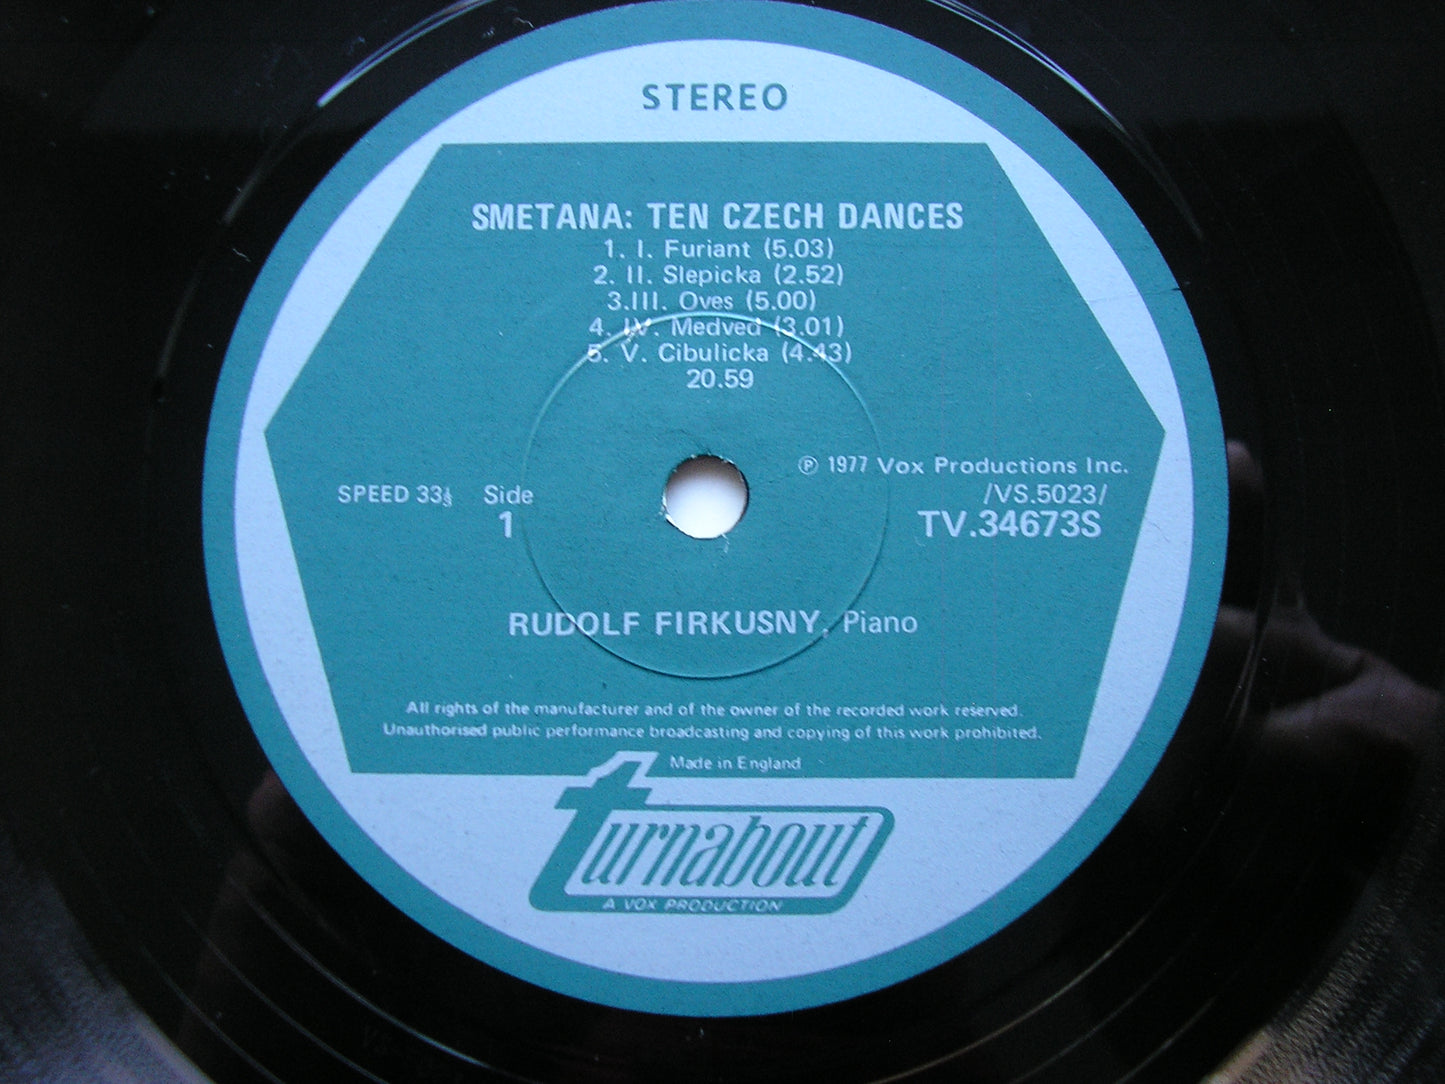 STEREO
SMETANA: TEN CZECH DANCES
1. I. Furiant (5.03)
2. II. Slepicka (2.52)
3.III. Oves (5.00)
4. IV. Medved (3.01)
5. V. Cibulicka (4.43)
20.59
℗ 1977 Vox Productions Inc.
SPEED 33⅓ Side /VS.5023/
1 TV.34673S
RUDOLF FIRKUSNY, Piano
All rights of the manufacturer and of the owner of the recorded work reserved.
Unauthorised public performance broadcasting and copying of this work prohibited.
Made in England
turnabout
A VOX PRODUCTION